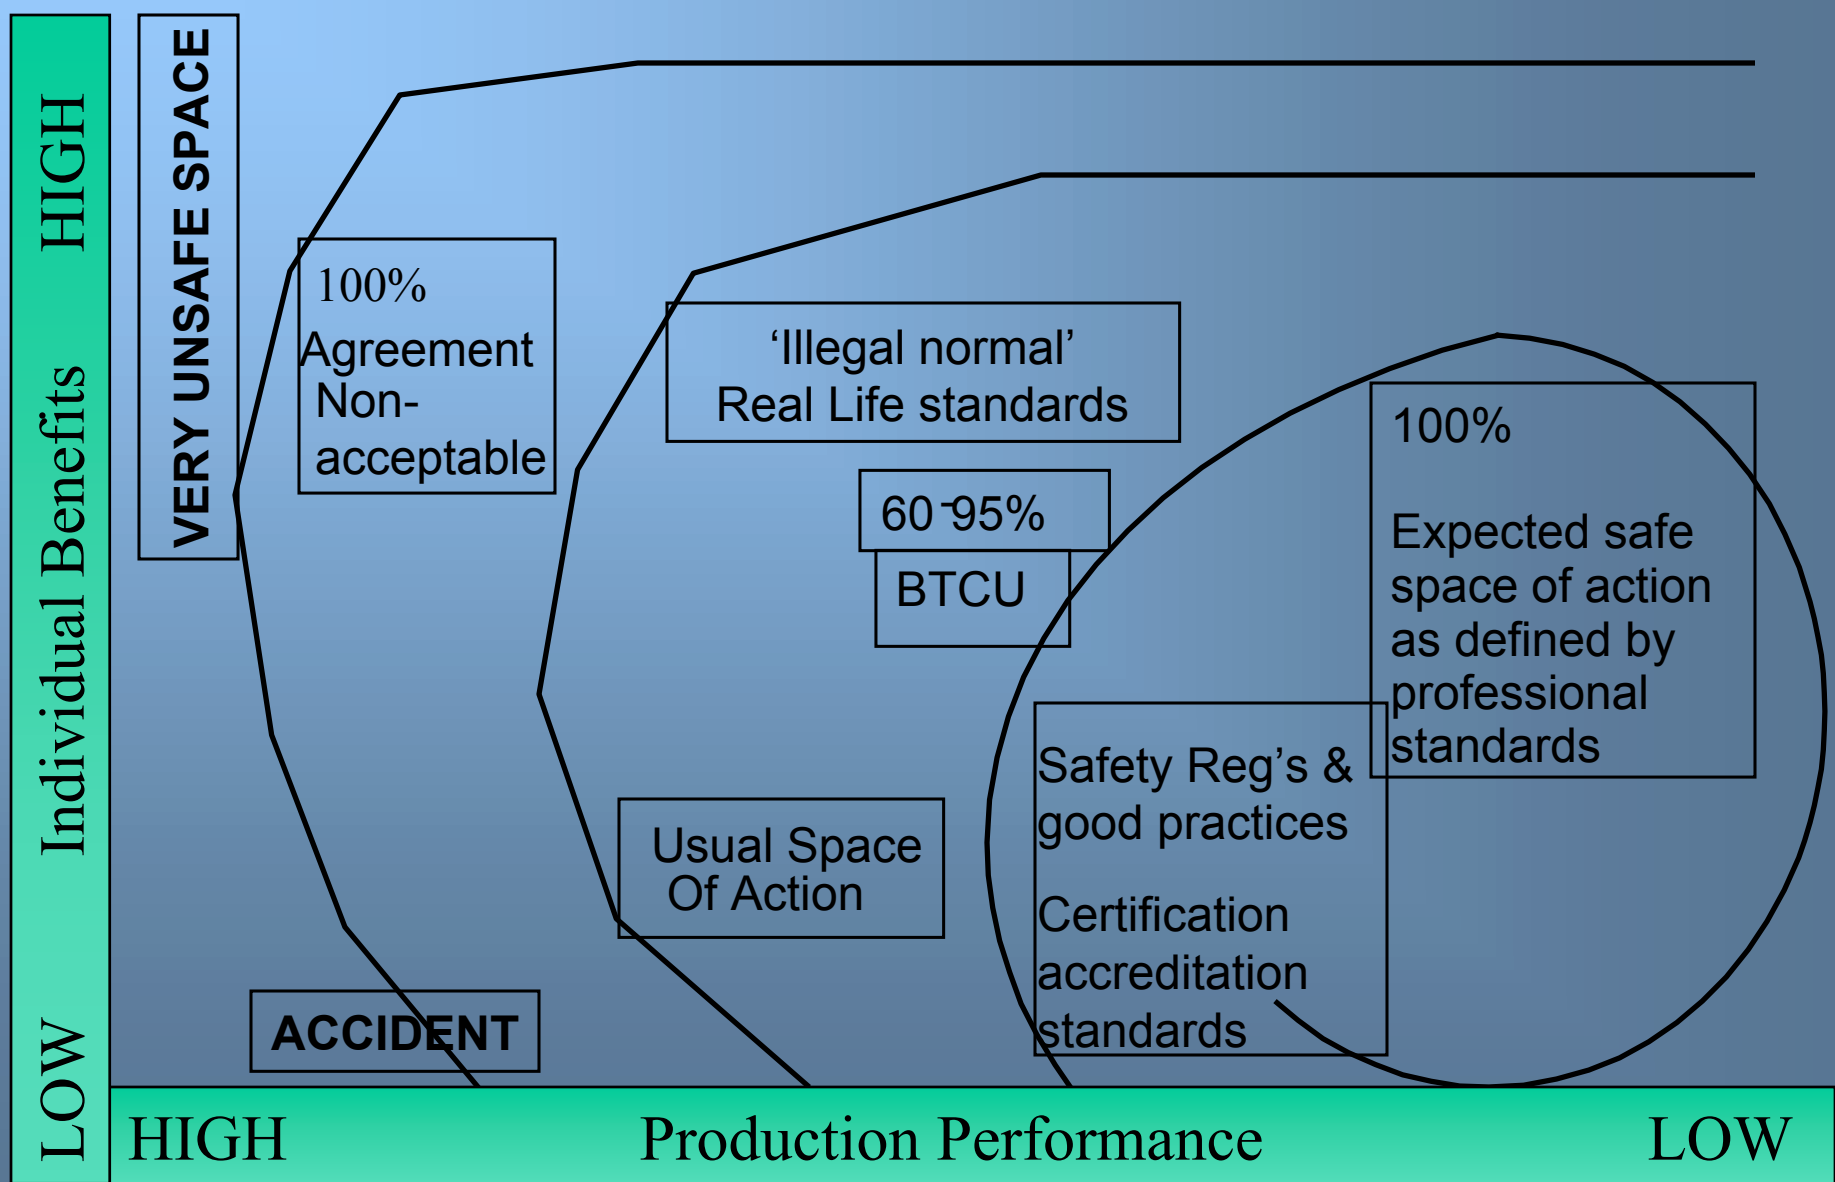 HIGH
Individual Benefits
LOW
VERY UNSAFE SPACE
100%
Agreement
Non-
acceptable
‘Illegal normal’
Real Life standards
60-95%
BTCU
100%
Expected safe
space of action
as defined by
professional
standards
Safety Reg’s &
good practices
Certification
accreditation
standards
Usual Space
Of Action
ACCIDENT
HIGH
Production Performance
LOW